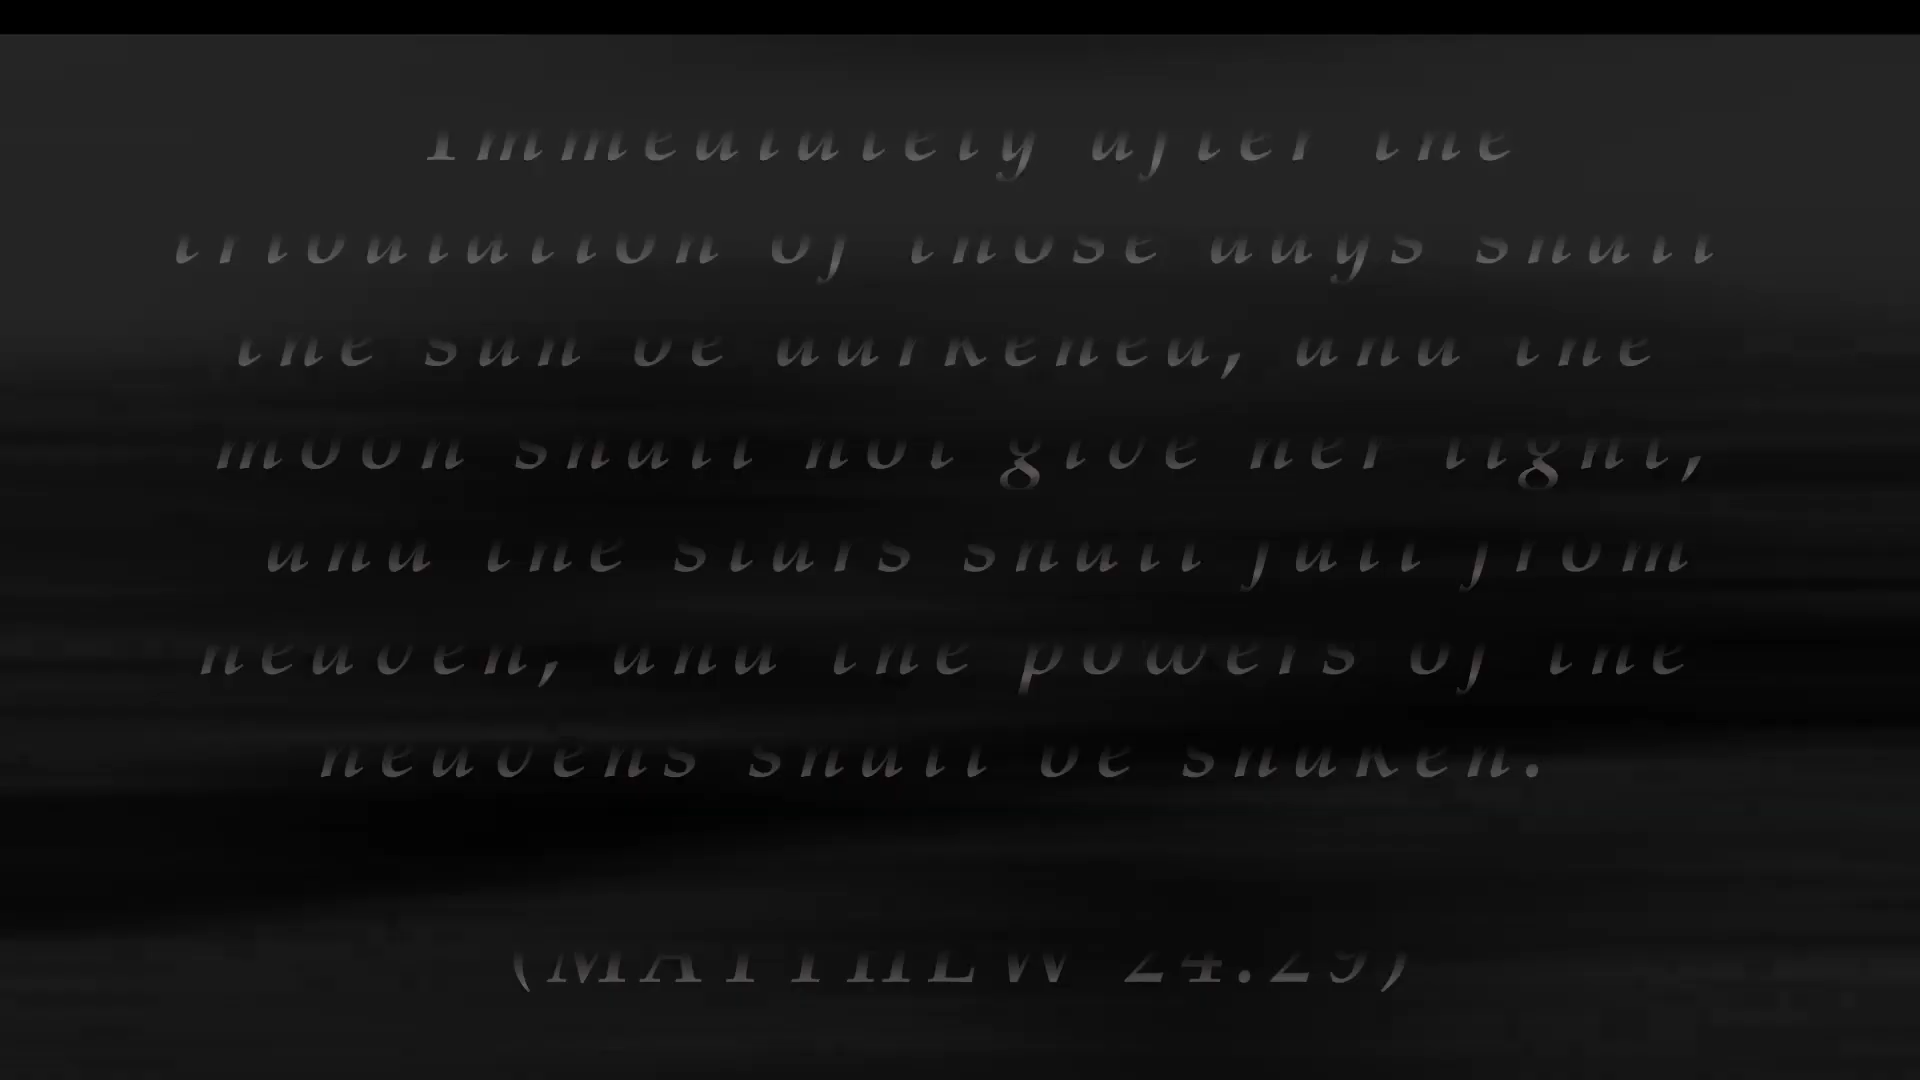 Immediately after the
tribulation of those days shall
the sun be darkened, and the
moon shall not give her light,
and the stars shall fall from
heaven, and the powers of the
heavens shall be shaken.
(MATTHEW 24.29)